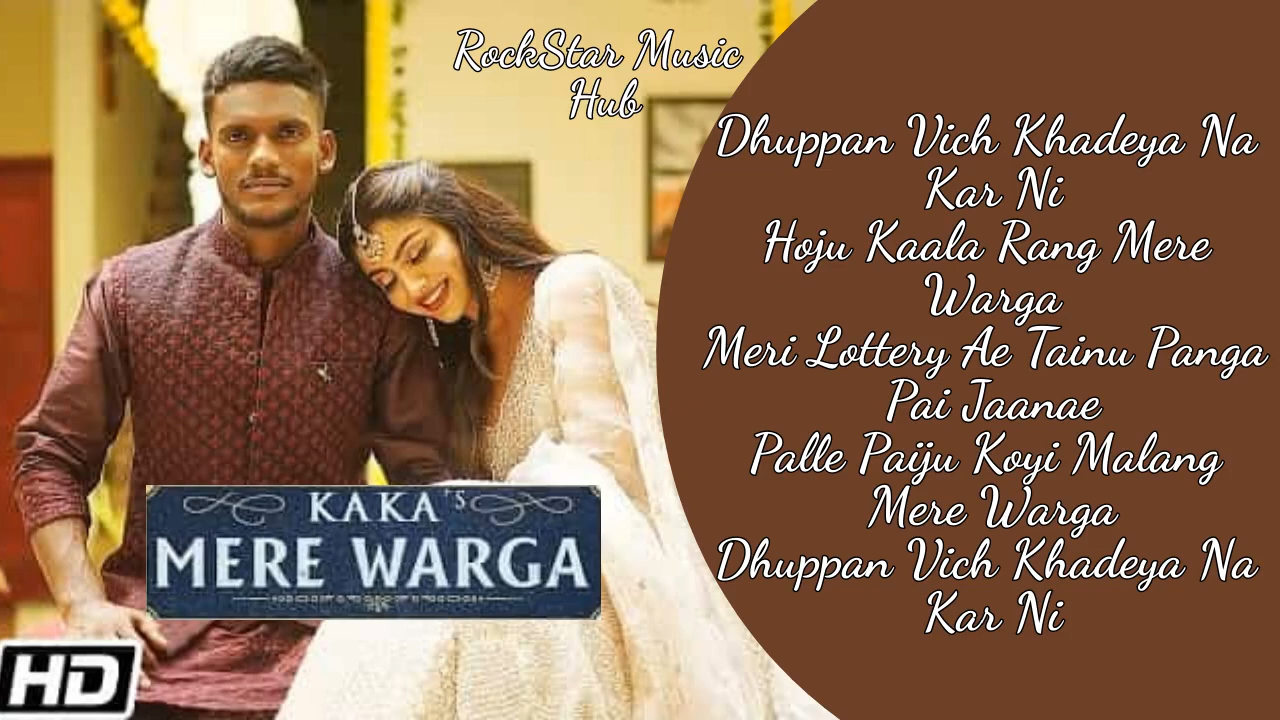 RockStar Music
Hub
Dhuppan Vich Khadeya Na
Kar Ni
Hoju Kaala Rang Mere
Warga
Meri Lottery Ae Tainu Panga
Pai Jaanae
Palle Paiju Koyi Malang
Mere Warga
Dhuppan Vich Khadeya Na
Kar Ni
KAKA'S
MERE WARGA
HD